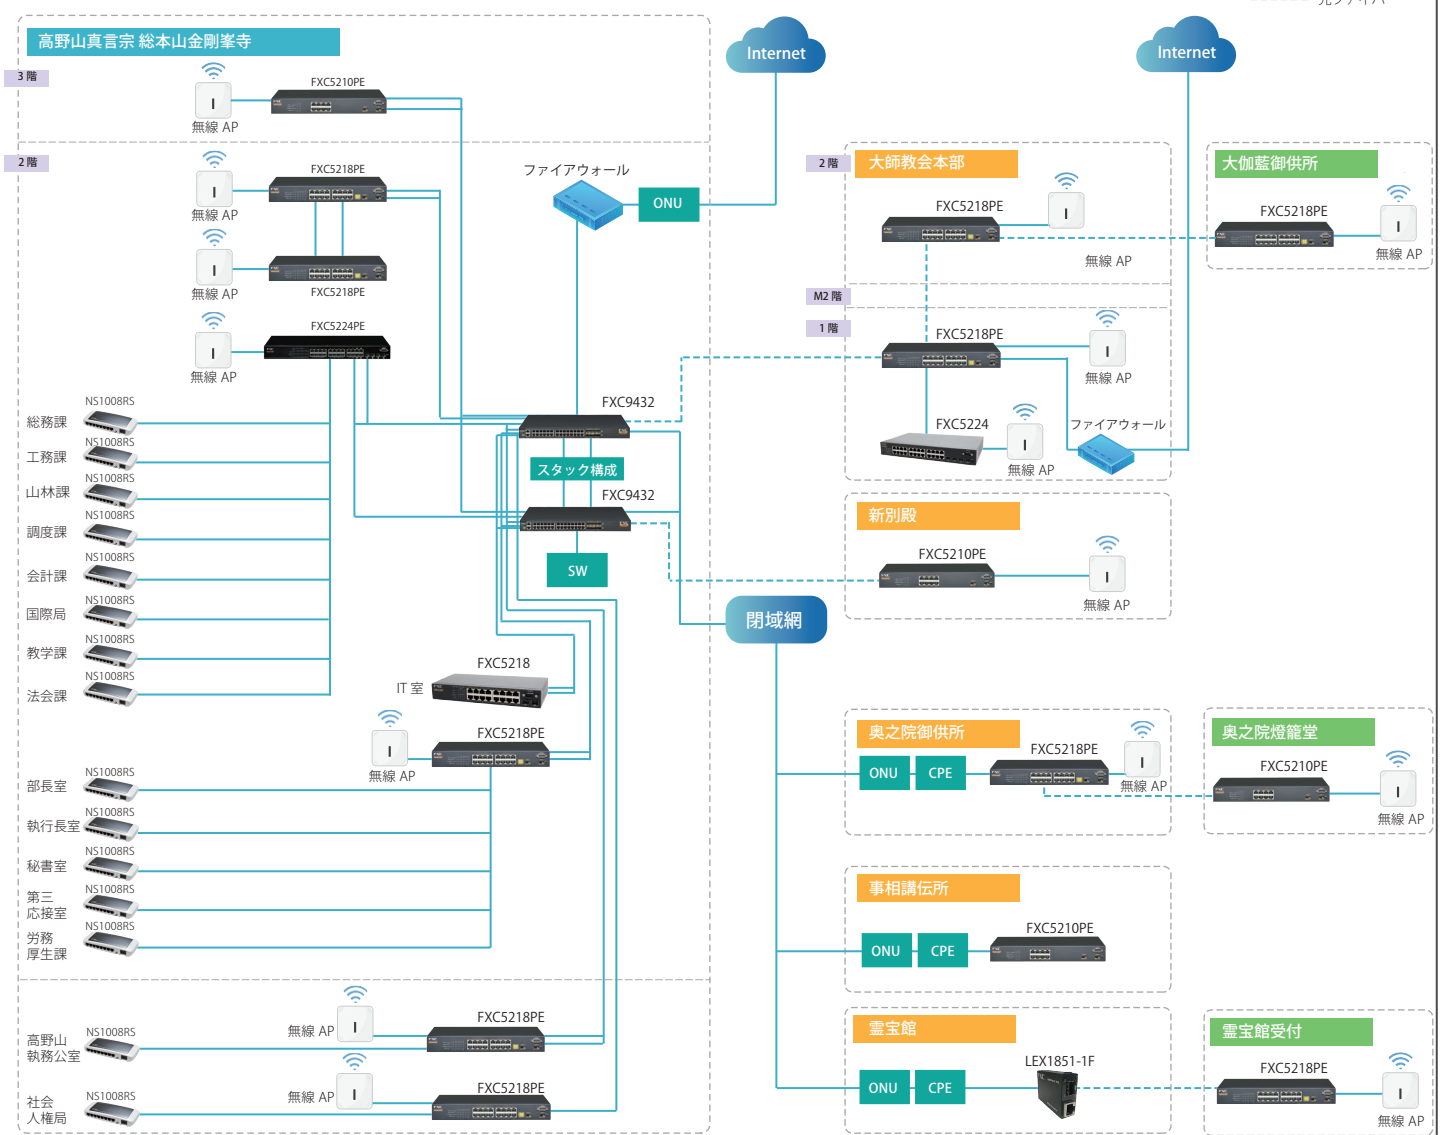 光ファイバ
高野山真言宗 総本山金剛峯寺
Internet
Internet
3 階
FXC5210PE
無線 AP
2 階
FXC5218PE
無線 AP
無線 AP
FXC5218PE
FXC5224PE
無線 AP
ファイアウォール
ONU
FXC9432
スタック構成
FXC9432
SW
総務課
NS1008RS
工務課
NS1008RS
山林課
NS1008RS
調度課
NS1008RS
会計課
NS1008RS
国際局
NS1008RS
教学課
NS1008RS
法会課
NS1008RS
IT 室
FXC5218
FXC5218PE
無線 AP
部長室
NS1008RS
執行長室
NS1008RS
秘書室
NS1008RS
第三
応接室
NS1008RS
労務
厚生課
NS1008RS
高野山
執務公室
NS1008RS
無線 AP
FXC5218PE
社会
人権局
NS1008RS
無線 AP
FXC5218PE
2 階
大師教会本部
FXC5218PE
無線 AP
大伽藍御供所
FXC5218PE
無線 AP
M2 階
1 階
FXC5218PE
無線 AP
FXC5224
無線 AP
ファイアウォール
新別殿
FXC5210PE
無線 AP
閉域網
奥之院御供所
ONU
CPE
FXC5218PE
無線 AP
奥之院燈籠堂
FXC5210PE
無線 AP
事相講伝所
ONU
CPE
FXC5210PE
霊宝館
ONU
CPE
LEX1851-1F
霊宝館受付
FXC5218PE
無線 AP